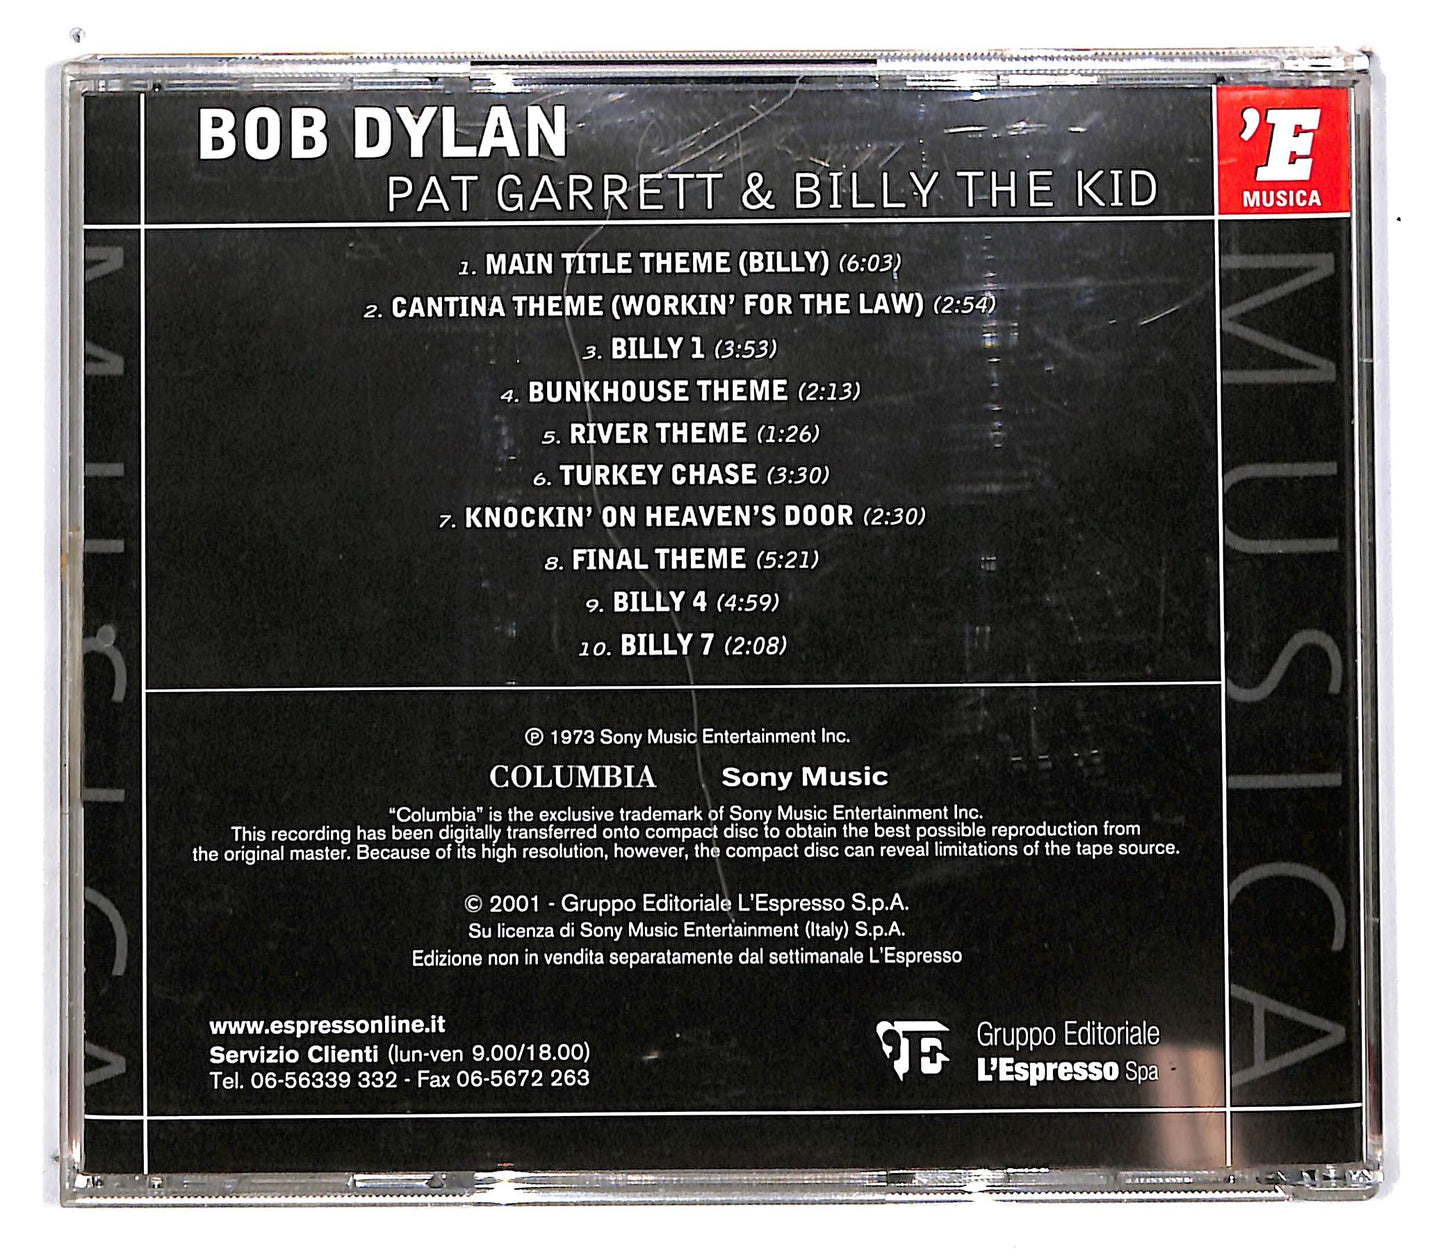 BOB DYLAN
PAT GARRETT & BILLY THE KID
'E
MUSICA
1. MAIN TITLE THEME (BILLY) (6:03)
2. CANTINA THEME (WORKIN' FOR THE LAW) (2:54)
3. BILLY 1 (3:53)
4. BUNKHOUSE THEME (2:13)
5. RIVER THEME (1:26)
6. TURKEY CHASE (3:30)
7. KNOCKIN' ON HEAVEN'S DOOR (2:30)
8. FINAL THEME (5:21)
9. BILLY 4 (4:59)
10. BILLY 7 (2:08)
℗ 1973 Sony Music Entertainment Inc.
COLUMBIA Sony Music
"Columbia" is the exclusive trademark of Sony Music Entertainment Inc.
This recording has been digitally transferred onto compact disc to obtain the best possible reproduction from
the original master. Because of its high resolution, however, the compact disc can reveal limitations of the tape source.
© 2001 - Gruppo Editoriale L'Espresso S.p.A.
Su licenza di Sony Music Entertainment (Italy) S.p.A.
Edizione non in vendita separatamente dal settimanale L'Espresso
www.espressonline.it
Servizio Clienti (lun-ven 9.00/18.00)
Tel. 06-56339 332 - Fax 06-5672 263
Gruppo Editoriale
L'Espresso Spa
MUSICA
MUSICA